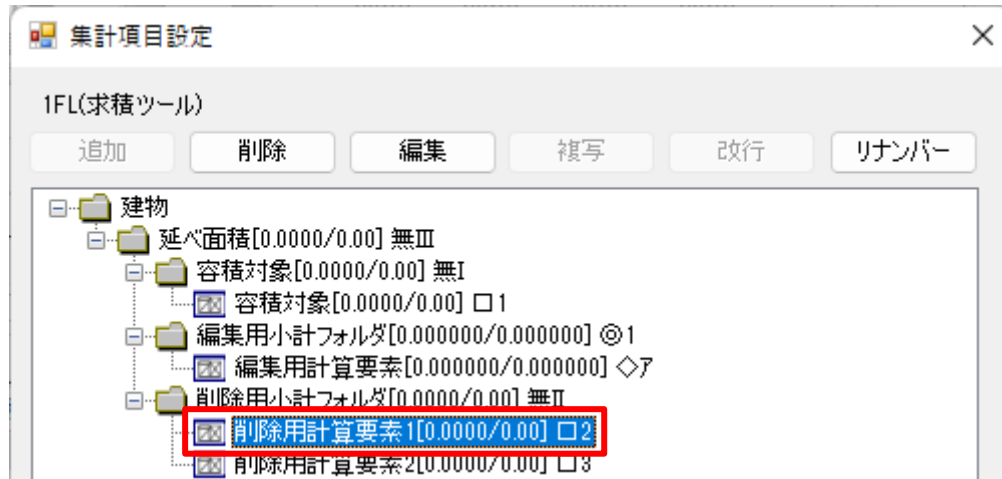 集計項目設定
1FL(求積ツール)
追加 削除 編集 複写 改行 リナンバー
建物
延べ面積[0.0000/0.00] 無Ⅲ
容積対象[0.0000/0.00] 無Ⅰ
容積対象[0.0000/0.00] □1
編集用小計フォルダ[0.000000/0.000000] ◎1
編集用計算要素[0.000000/0.000000] ◇ア
削除用小計フォルダ[0.0000/0.00] 無Ⅱ
削除用計算要素1[0.0000/0.00] □2
削除用計算要素2[0.0000/0.00] □3